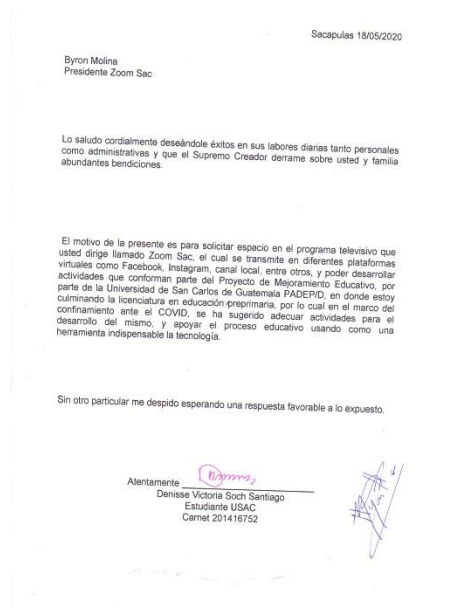 Sacapulas 18/05/2020
Byron Molina
Presidente Zoom Sac
Lo saludo cordialmente deseándole éxitos en sus labores diarias tanto personales
como administrativas y que el Supremo Creador derrame sobre usted y familia
abundantes bendiciones.
El motivo de la presente es para solicitar espacio en el programa televisivo que
usted dirige llamado Zoom Sac, el cual se transmite en diferentes plataformas
virtuales como Facebook, Instagram, canal local, entre otros, y poder desarrollar
actividades que conforman parte del Proyecto de Mejoramiento Educativo, por
parte de la Universidad de San Carlos de Guatemala PADEP/D, en donde estoy
culminando la licenciatura en educación preprimaria, por lo cual en el marco del
confinamiento ante el COVID, se ha sugerido adecuar actividades para el
desarrollo del mismo, y apoyar el proceso educativo usando como una
herramienta indispensable la tecnología.
Sin otro particular me despido esperando una respuesta favorable a lo expuesto.
Atentamente
Denisse Victoria Soch Santiago
Estudiante USAC
Carnet 201416752